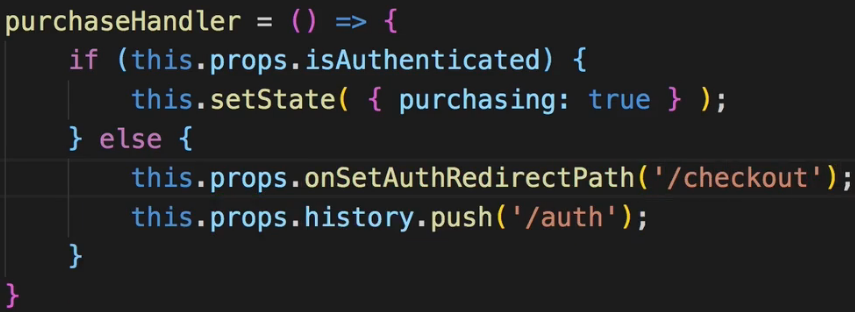 purchaseHandler = () => {
    if (this.props.isAuthenticated) {
        this.setState( { purchasing: true } );
    } else {
        this.props.onSetAuthRedirectPath('/checkout');
        this.props.history.push('/auth');
    }
}